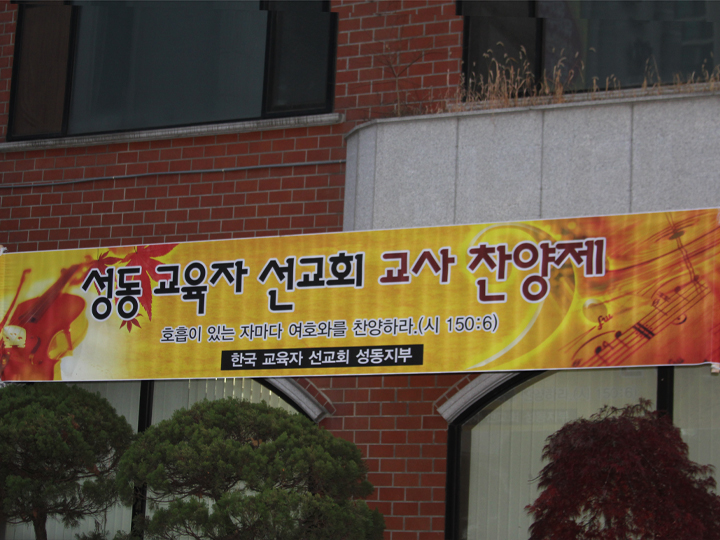 성동 교육자 선교회 교사 찬양제
호흡이 있는 자마다 여호와를 찬양하라.(시 150:6)
한국 교육자 선교회 성동지부